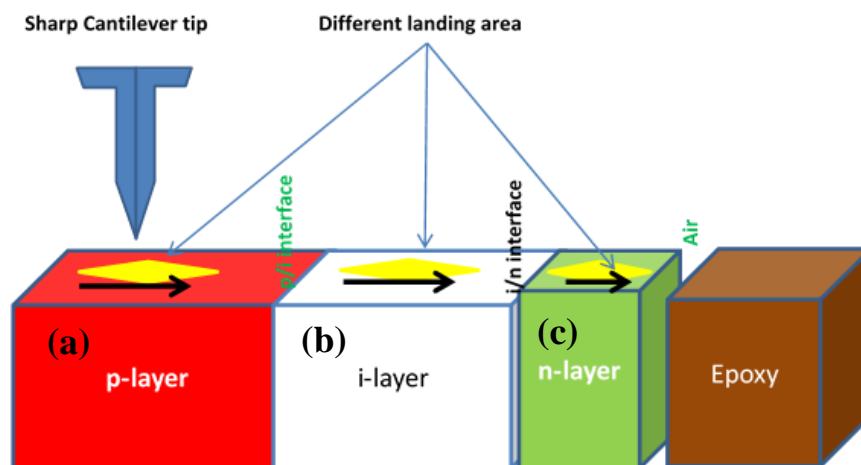 Sharp Cantilever tip
Different landing area
p/i interface
i/n interface
Air
(a)
(b)
(c)
p-layer
i-layer
n-layer
Epoxy